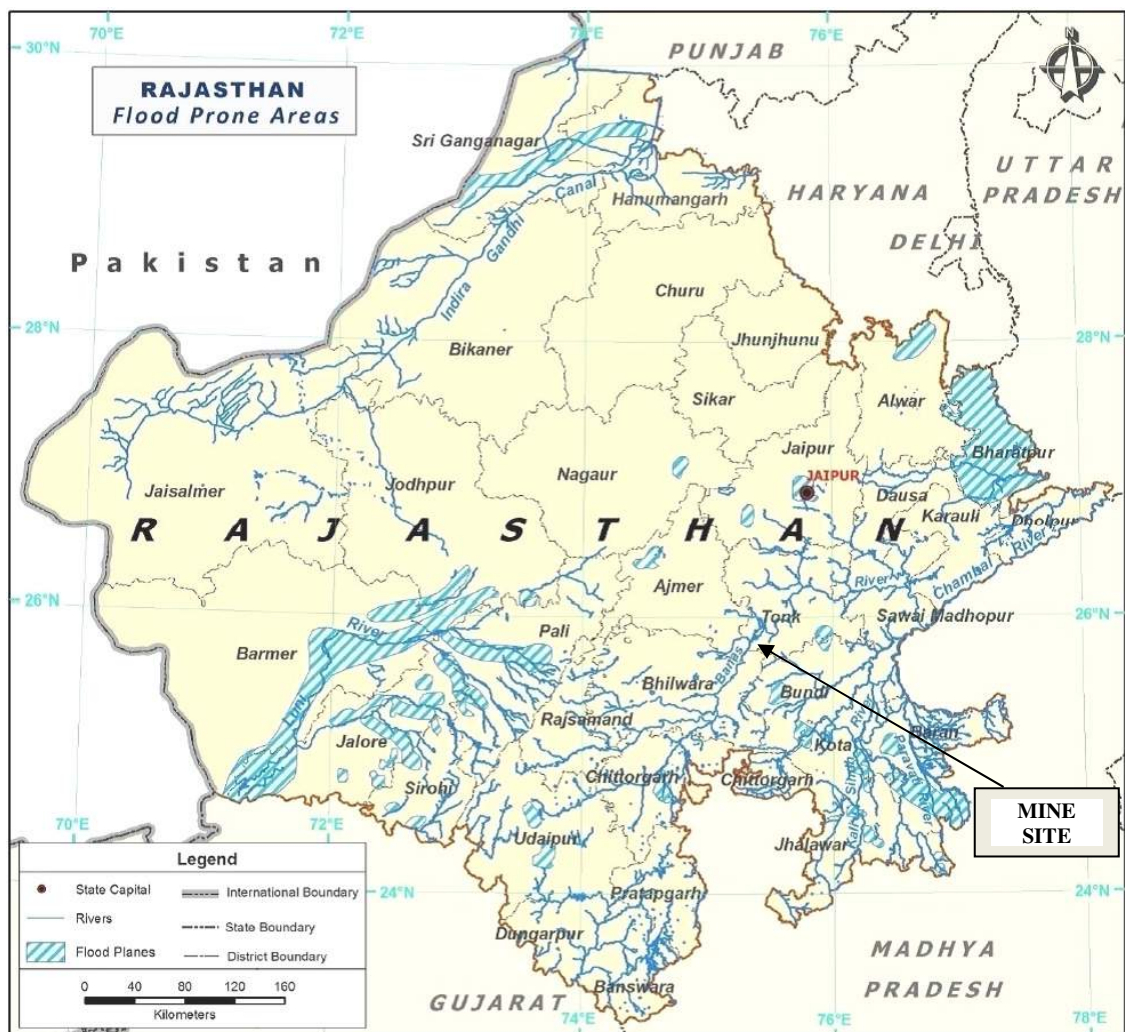 70°E
72°E
74°E
76°E
30°N
PUNJAB
N
RAJASTHAN
Flood Prone Areas
Sri Ganganagar
UTTAR
PRADESH
HARYANA
Canal
Hanumangarh
DELHI
Gandhi
Pakistan
Indira
Churu
28°N
28°N
Bikaner
Jhunjhunu
Sikar
Alwar
Jaipur
Bharatpur
Nagaur
JAIPUR
Jaisalmer
Jodhpur
Dausa
Karauli
Dholpur
RAJASTHAN
Chambal River
Ajmer
River
26°N
26°N
Tonk
Sawai Madhopur
River
Pali
Barmer
Banas
Bhilwara
Bundi
Luni
Rajsamand
River
Baran
Jalore
Kota
Chittorgarh
Chittorgarh
Parvati River
Sirohi
Kali Sindh
MINE
SITE
Udaipur
Jhalawar
70°E
72°E
Legend
State Capital
International Boundary
Rivers
State Boundary
Flood Planes
District Boundary
0 40 80 120 160
Kilometers
24°N
24°N
Pratapgarh
Dungarpur
MADHYA
PRADESH
Banswara
GUJARAT
74°E
76°E
78°E